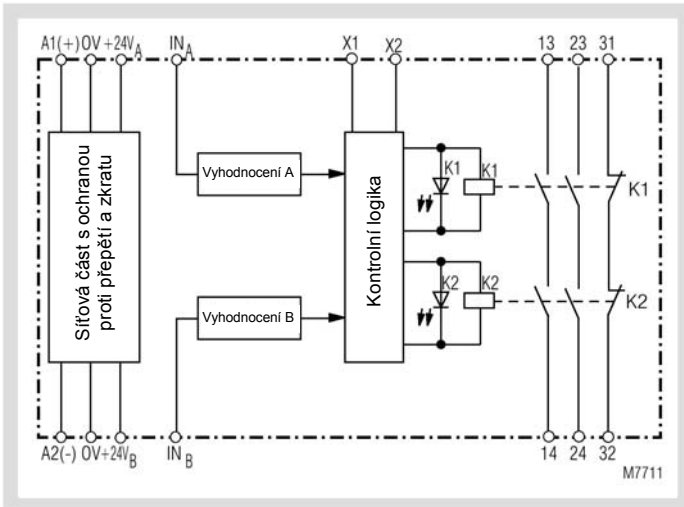 A1(+) 0V +24VA INA X1 X2 13 23 31
Síťová část s ochranou
proti přepětí a zkratu
Vyhodnocení A
Vyhodnocení B
Kontrolní logika
K1 K1
K1
K2 K2
K2
A2(-) 0V +24VB INB 14 24 32
M7711